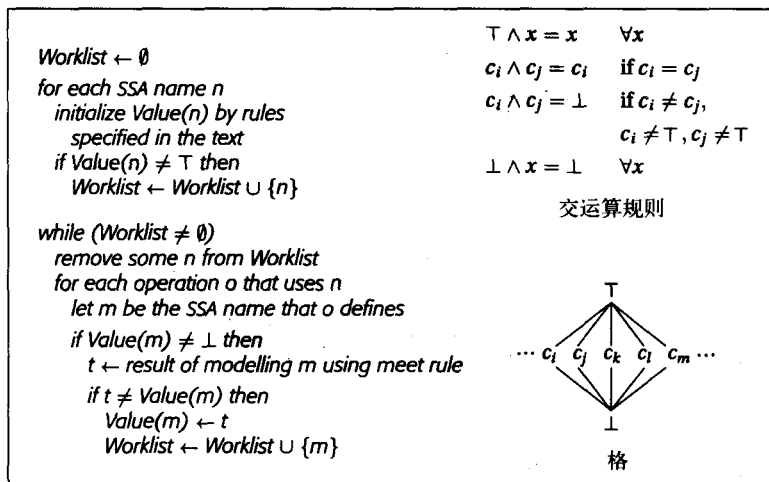 Worklist ← ∅
for each SSA name n
initialize Value(n) by rules
specified in the text
if Value(n) ≠ ⊤ then
Worklist ← Worklist ∪ {n}
while (Worklist ≠ ∅)
remove some n from Worklist
for each operation o that uses n
let m be the SSA name that o defines
if Value(m) ≠ ⊥ then
t ← result of modelling m using meet rule
if t ≠ Value(m) then
Value(m) ← t
Worklist ← Worklist ∪ {m}
⊤ ∧ x = x ∀x
c_i ∧ c_j = c_i if c_i = c_j
c_i ∧ c_j = ⊥ if c_i ≠ c_j,
c_i ≠ ⊤, c_j ≠ ⊤
⊥ ∧ x = ⊥ ∀x
交运算规则
⊤
⋯ c_i c_j c_k c_l c_m ⋯
⊥
格